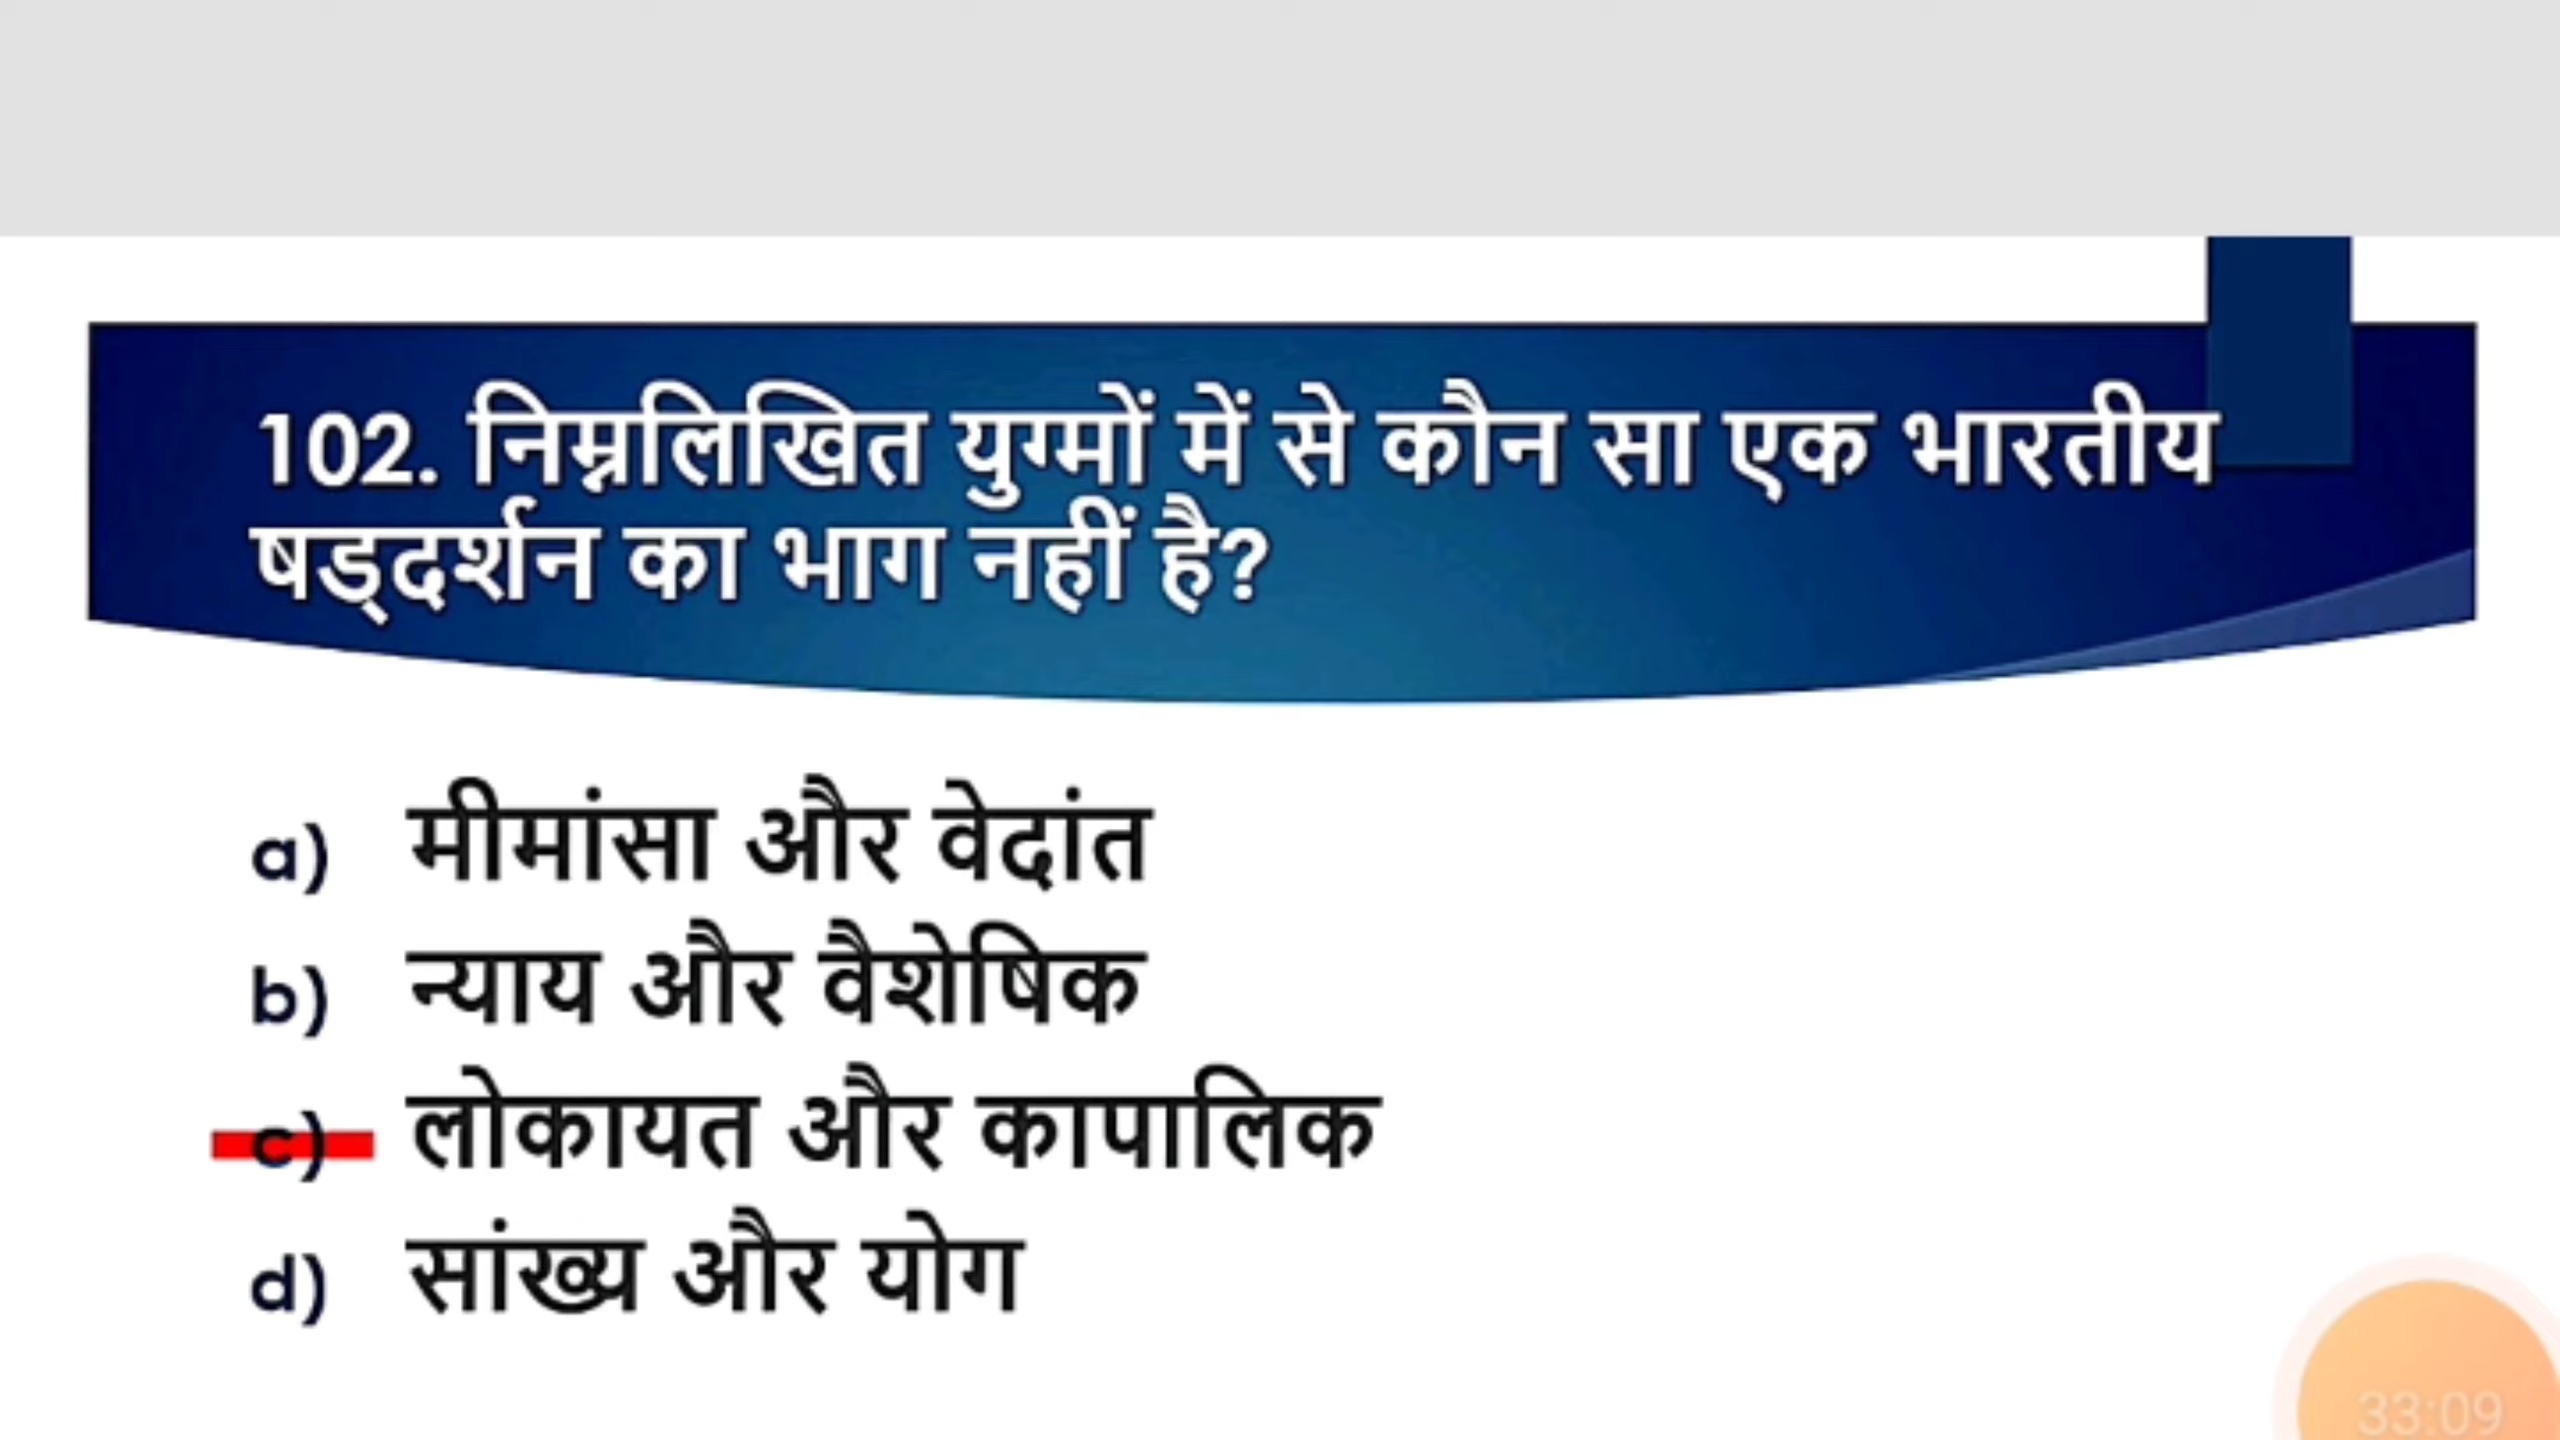 102. निम्नलिखित युग्मों में से कौन सा एक भारतीय
षड्दर्शन का भाग नहीं है?
a) मीमांसा और वेदांत
b) न्याय और वैशेषिक
c) लोकायत और कापालिक
d) सांख्य और योग
33:09